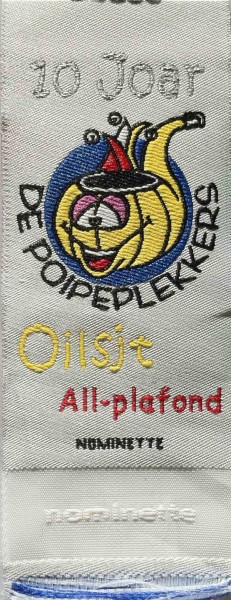 10 Joar
DE POIPEPLEKKERS
Oilsjt
All-plafond
NOMINETTE
nominette